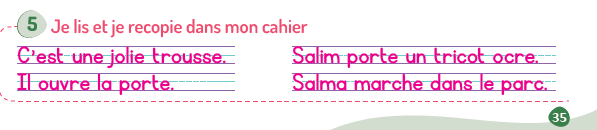 5 Je lis et je recopie dans mon cahier
C'est une jolie trousse.
Il ouvre la porte.
Salim porte un tricot ocre.
Salma marche dans le parc.
35